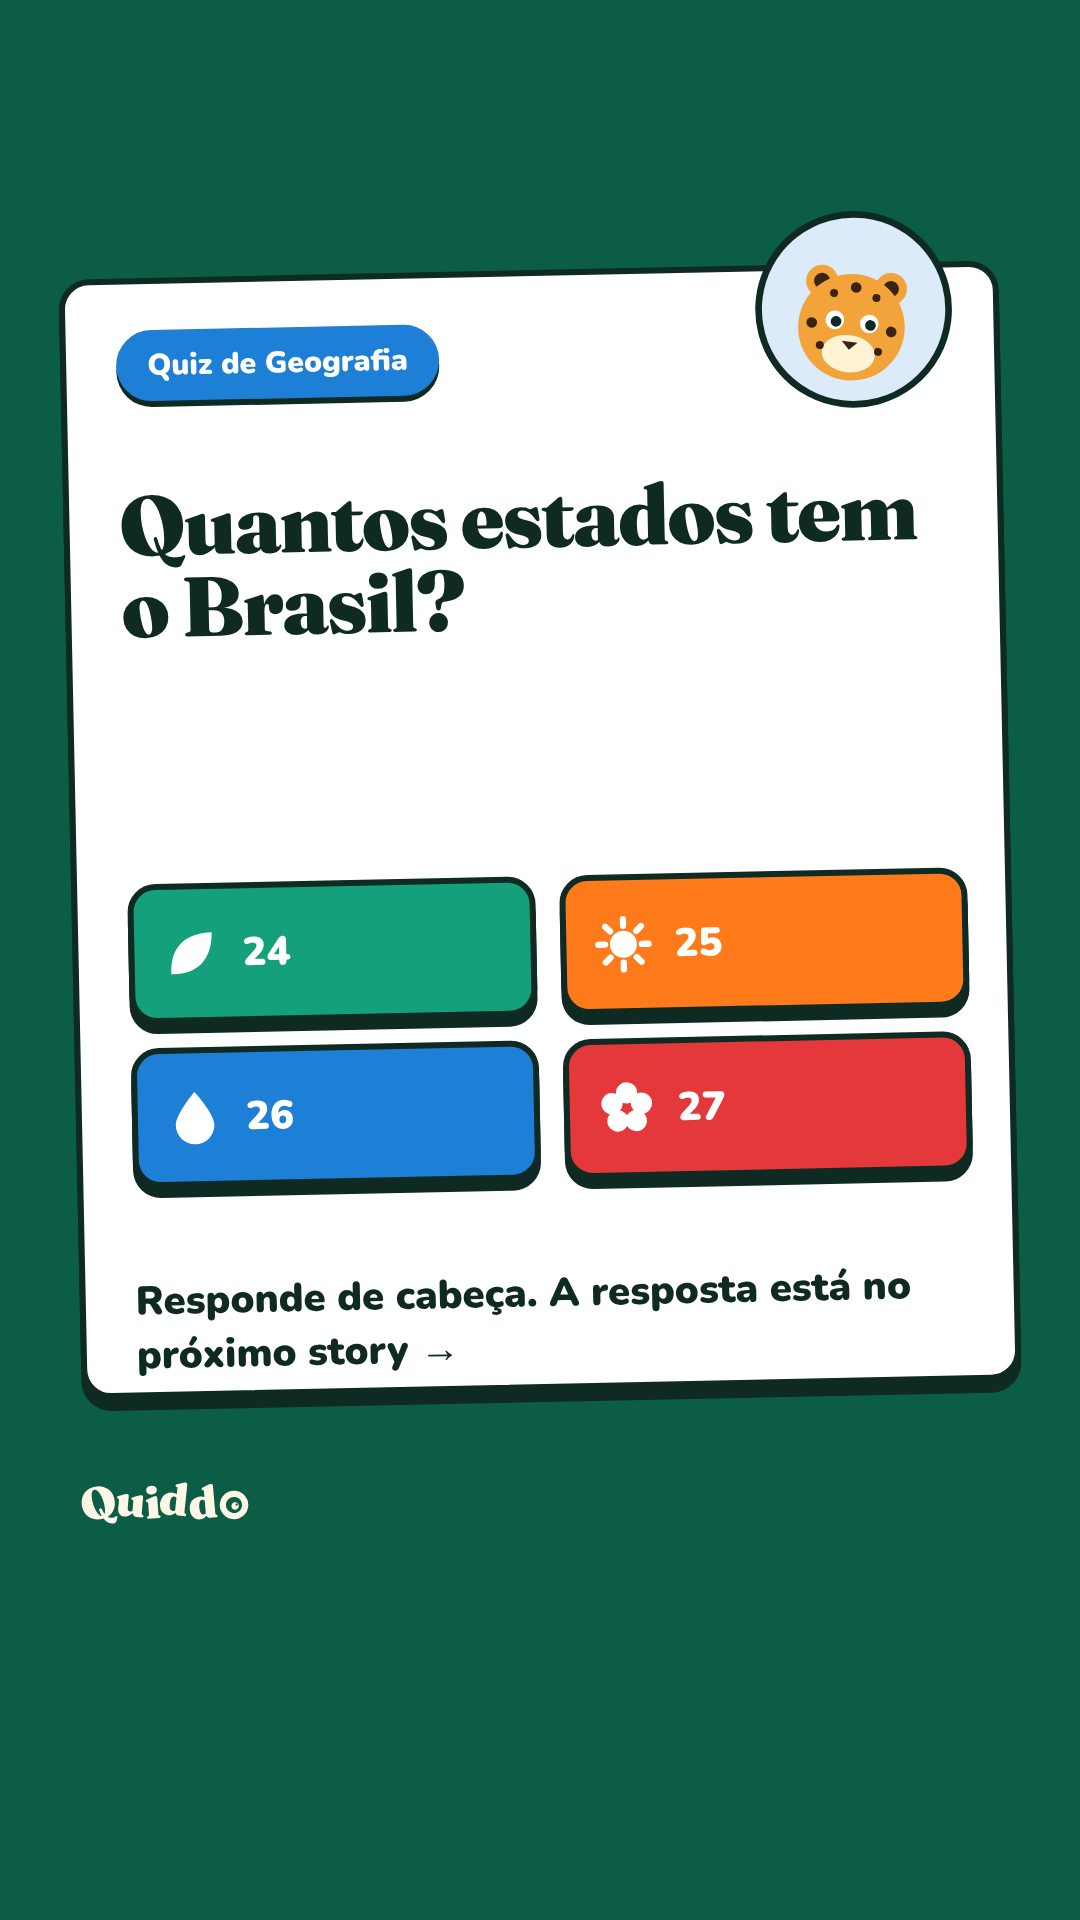 Quiz de Geografia
Quantos estados tem
o Brasil?
24
25
26
27
Responde de cabeça. A resposta está no
próximo story →
Quiddo